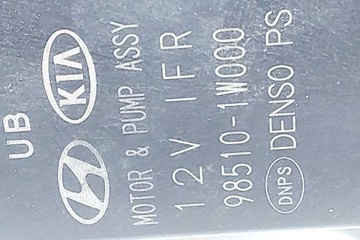 UB
KIA
MOTOR & PUMP ASSY
12V IFR
98510-1W000
DNPS DENSO PS